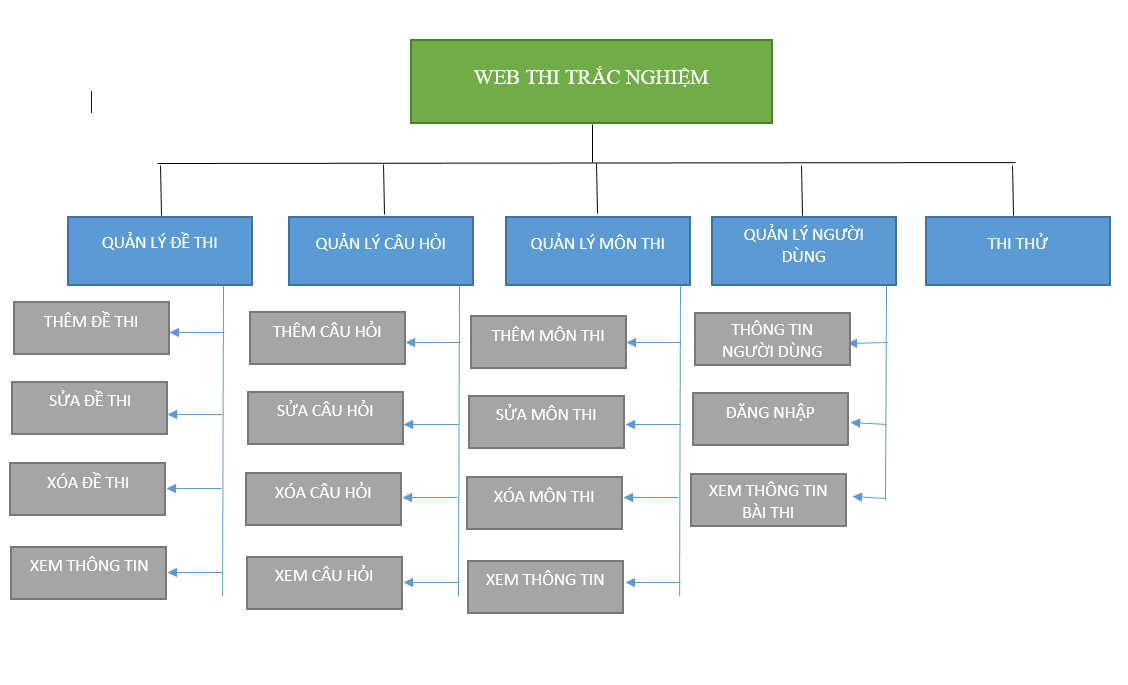 WEB THI TRẮC NGHIỆM
QUẢN LÝ ĐỀ THI
QUẢN LÝ CÂU HỎI
QUẢN LÝ MÔN THI
QUẢN LÝ NGƯỜI
DÙNG
THI THỬ
THÊM ĐỀ THI
SỬA ĐỀ THI
XÓA ĐỀ THI
XEM THÔNG TIN
THÊM CÂU HỎI
SỬA CÂU HỎI
XÓA CÂU HỎI
XEM CÂU HỎI
THÊM MÔN THI
SỬA MÔN THI
XÓA MÔN THI
XEM THÔNG TIN
THÔNG TIN
NGƯỜI DÙNG
ĐĂNG NHẬP
XEM THÔNG TIN
BÀI THI